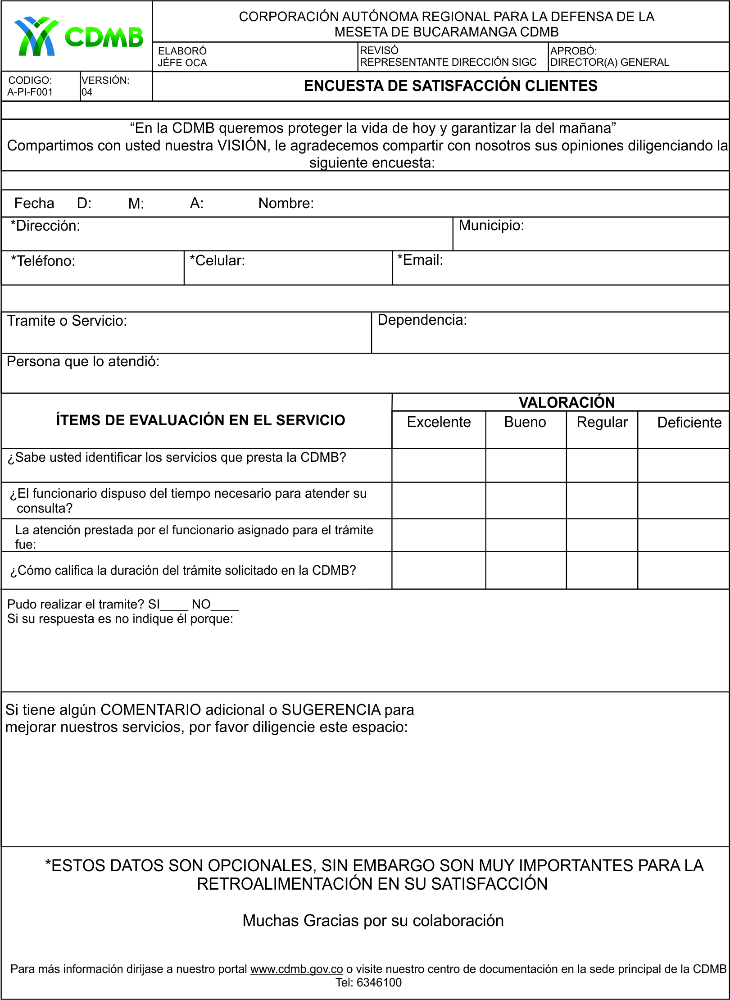 CDMB
CORPORACIÓN AUTÓNOMA REGIONAL PARA LA DEFENSA DE LA
MESETA DE BUCARAMANGA CDMB
ELABORÓ
JÉFE OCA
REVISÓ
REPRESENTANTE DIRECCIÓN SIGC
APROBÓ:
DIRECTOR(A) GENERAL
CODIGO:
A-PI-F001
VERSIÓN:
04
ENCUESTA DE SATISFACCIÓN CLIENTES
“En la CDMB queremos proteger la vida de hoy y garantizar la del mañana”
Compartimos con usted nuestra VISIÓN, le agradecemos compartir con nosotros sus opiniones diligenciando la
siguiente encuesta:
Fecha D: M: A: Nombre:
*Dirección: Municipio:
*Teléfono: *Celular: *Email:
Tramite o Servicio: Dependencia:
Persona que lo atendió:
ÍTEMS DE EVALUACIÓN EN EL SERVICIO
VALORACIÓN
Excelente Bueno Regular Deficiente
¿Sabe usted identificar los servicios que presta la CDMB?
¿El funcionario dispuso del tiempo necesario para atender su
consulta?
La atención prestada por el funcionario asignado para el trámite
fue:
¿Cómo califica la duración del trámite solicitado en la CDMB?
Pudo realizar el tramite? SI____ NO____
Si su respuesta es no indique él porque:
Si tiene algún COMENTARIO adicional o SUGERENCIA para
mejorar nuestros servicios, por favor diligencie este espacio:
*ESTOS DATOS SON OPCIONALES, SIN EMBARGO SON MUY IMPORTANTES PARA LA
RETROALIMENTACIÓN EN SU SATISFACCIÓN
Muchas Gracias por su colaboración
Para más información dirijase a nuestro portal www.cdmb.gov.co o visite nuestro centro de documentación en la sede principal de la CDMB
Tel: 6346100